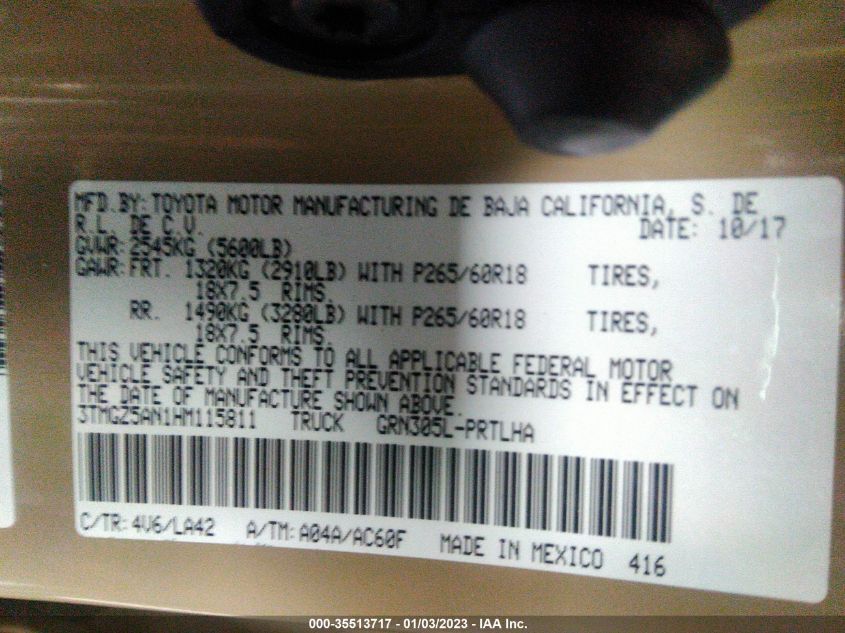 MFD.BY:TOYOTA MOTOR MANUFACTURING DE BAJA CALIFORNIA, S. DE
R.L. DE C.V. DATE: 10/17
GVWR:2545KG (5600LB)
GAWR:FRT. 1320KG (2910LB) WITH P265/60R18 TIRES,
18X7.5 RIMS.
RR. 1490KG (3280LB) WITH P265/60R18 TIRES,
18X7.5 RIMS.
THIS VEHICLE CONFORMS TO ALL APPLICABLE FEDERAL MOTOR
VEHICLE SAFETY AND THEFT PREVENTION STANDARDS IN EFFECT ON
THE DATE OF MANUFACTURE SHOWN ABOVE.
3TMGZ5AN1HM115811 TRUCK GRN305L-PRTLHA
C/TR:4V6/LA42 A/TM:A04A/AC60F MADE IN MEXICO 416
000-35513717 - 01/03/2023 - IAA Inc.